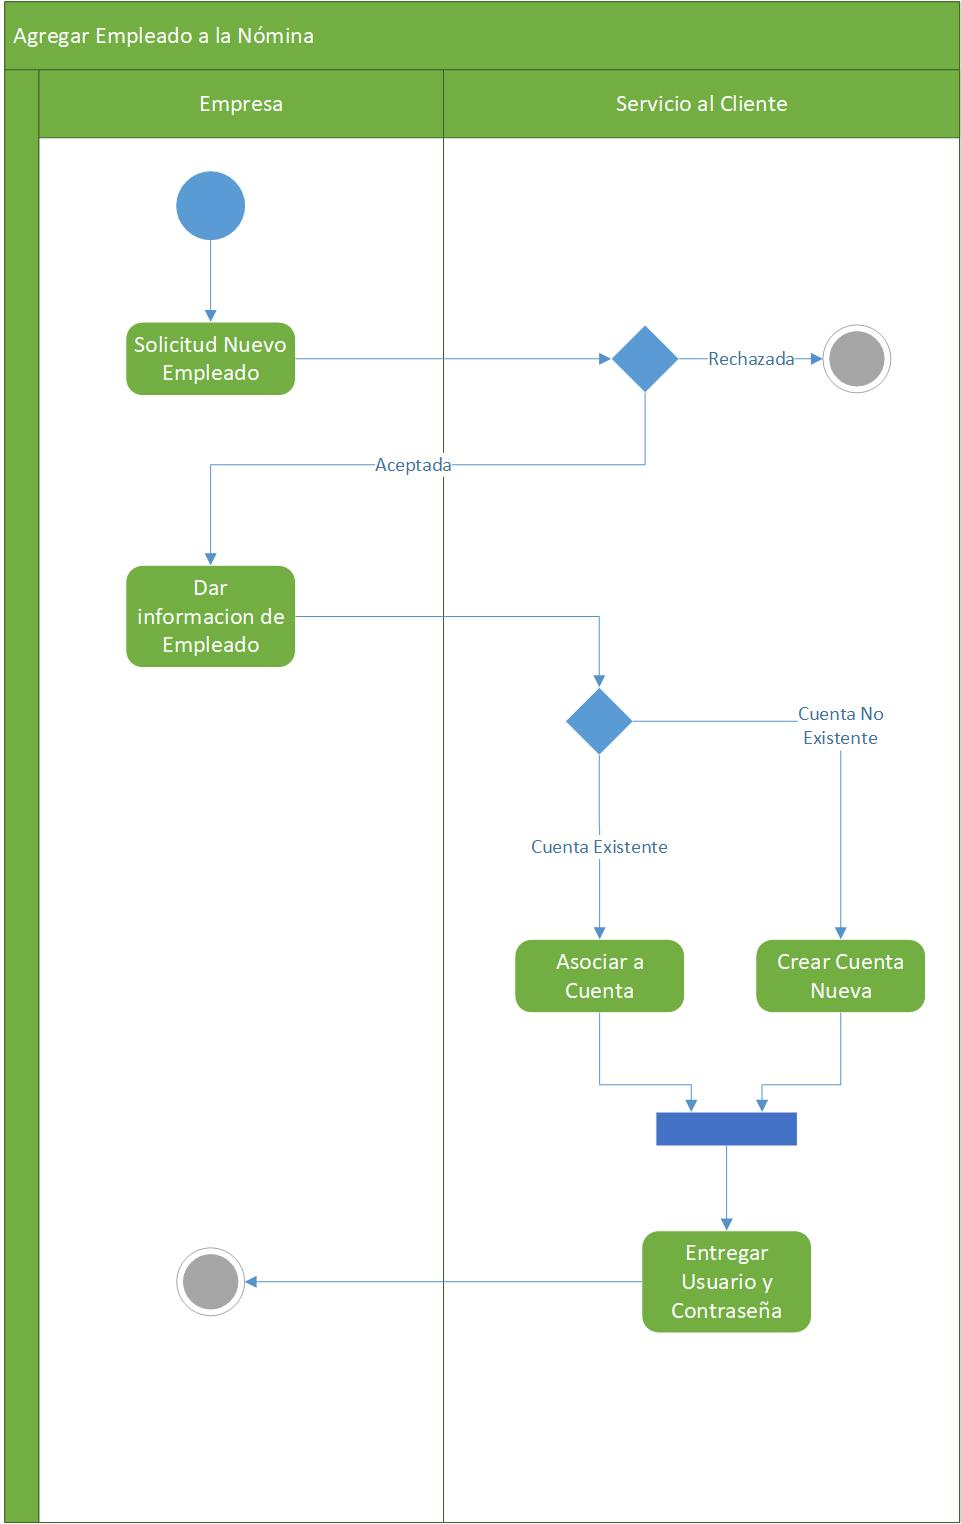 Agregar Empleado a la Nómina
Empresa
Servicio al Cliente
Solicitud Nuevo
Empleado
Rechazada
Aceptada
Dar
informacion de
Empleado
Cuenta No
Existente
Cuenta Existente
Asociar a
Cuenta
Crear Cuenta
Nueva
Entregar
Usuario y
Contraseña